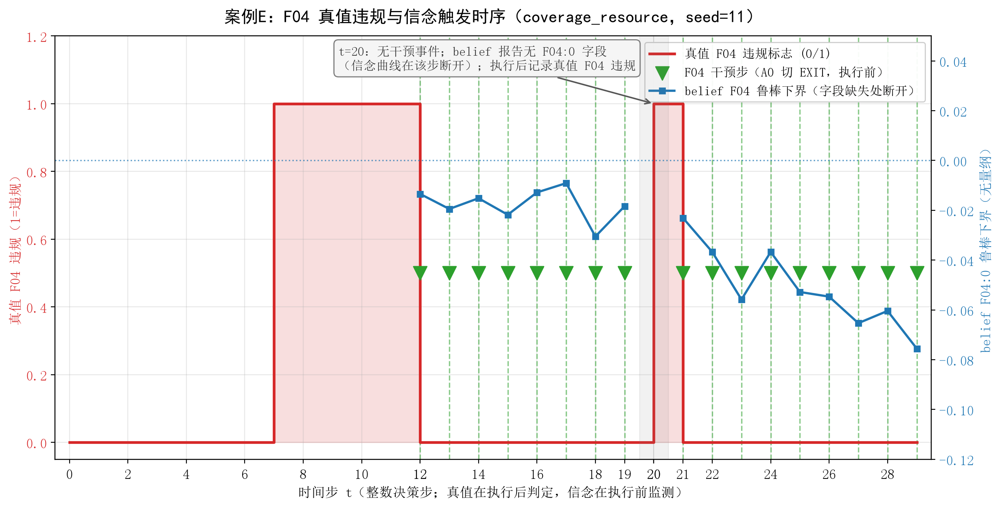 案例E：F04 真值违规与信念触发时序（coverage_resource, seed=11）
t=20：无干预事件；belief 报告无 F04:0 字段
（信念曲线在该步断开）；执行后记录真值 F04 违规
真值 F04 违规标志 (0/1)
F04 干预步（A0 切 EXIT，执行前）
belief F04 鲁棒下界（字段缺失处断开）
真值 F04 违规（1=违规）
1.2
1.0
0.8
0.6
0.4
0.2
0.0
0.04
0.02
0.00
−0.02
−0.04
−0.06
−0.08
−0.10
−0.12
belief F04:0 鲁棒下界（无量纲）
0 2 4 6 8 10 12 14 16 18 19 20 21 22 24 26 28
时间步 t（整数决策步；真值在执行后判定，信念在执行前监测）